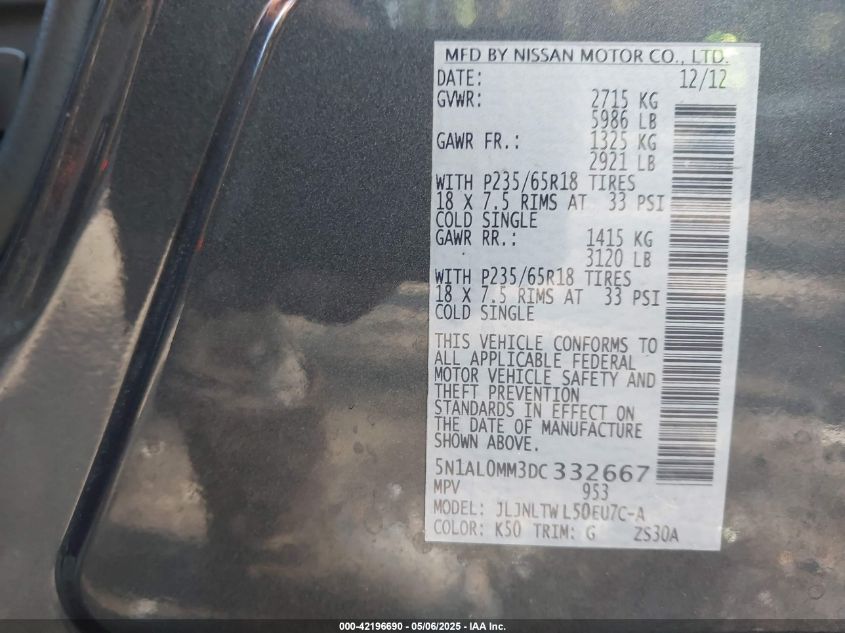 MFD BY NISSAN MOTOR CO., LTD.
DATE: 12/12
GVWR: 2715 KG
5986 LB
GAWR FR.: 1325 KG
2921 LB
WITH P235/65R18 TIRES
18 X 7.5 RIMS AT 33 PSI
COLD SINGLE
GAWR RR.: 1415 KG
3120 LB
WITH P235/65R18 TIRES
18 X 7.5 RIMS AT 33 PSI
COLD SINGLE
THIS VEHICLE CONFORMS TO
ALL APPLICABLE FEDERAL
MOTOR VEHICLE SAFETY AND
THEFT PREVENTION
STANDARDS IN EFFECT ON
THE DATE OF MANUFACTURE
SHOWN ABOVE.
5N1AL0MM3DC332667
MPV 953
MODEL: JLJNLTWL50EU7C-A
COLOR: K50 TRIM: G ZS30A
000-42196690 - 05/06/2025 - IAA Inc.